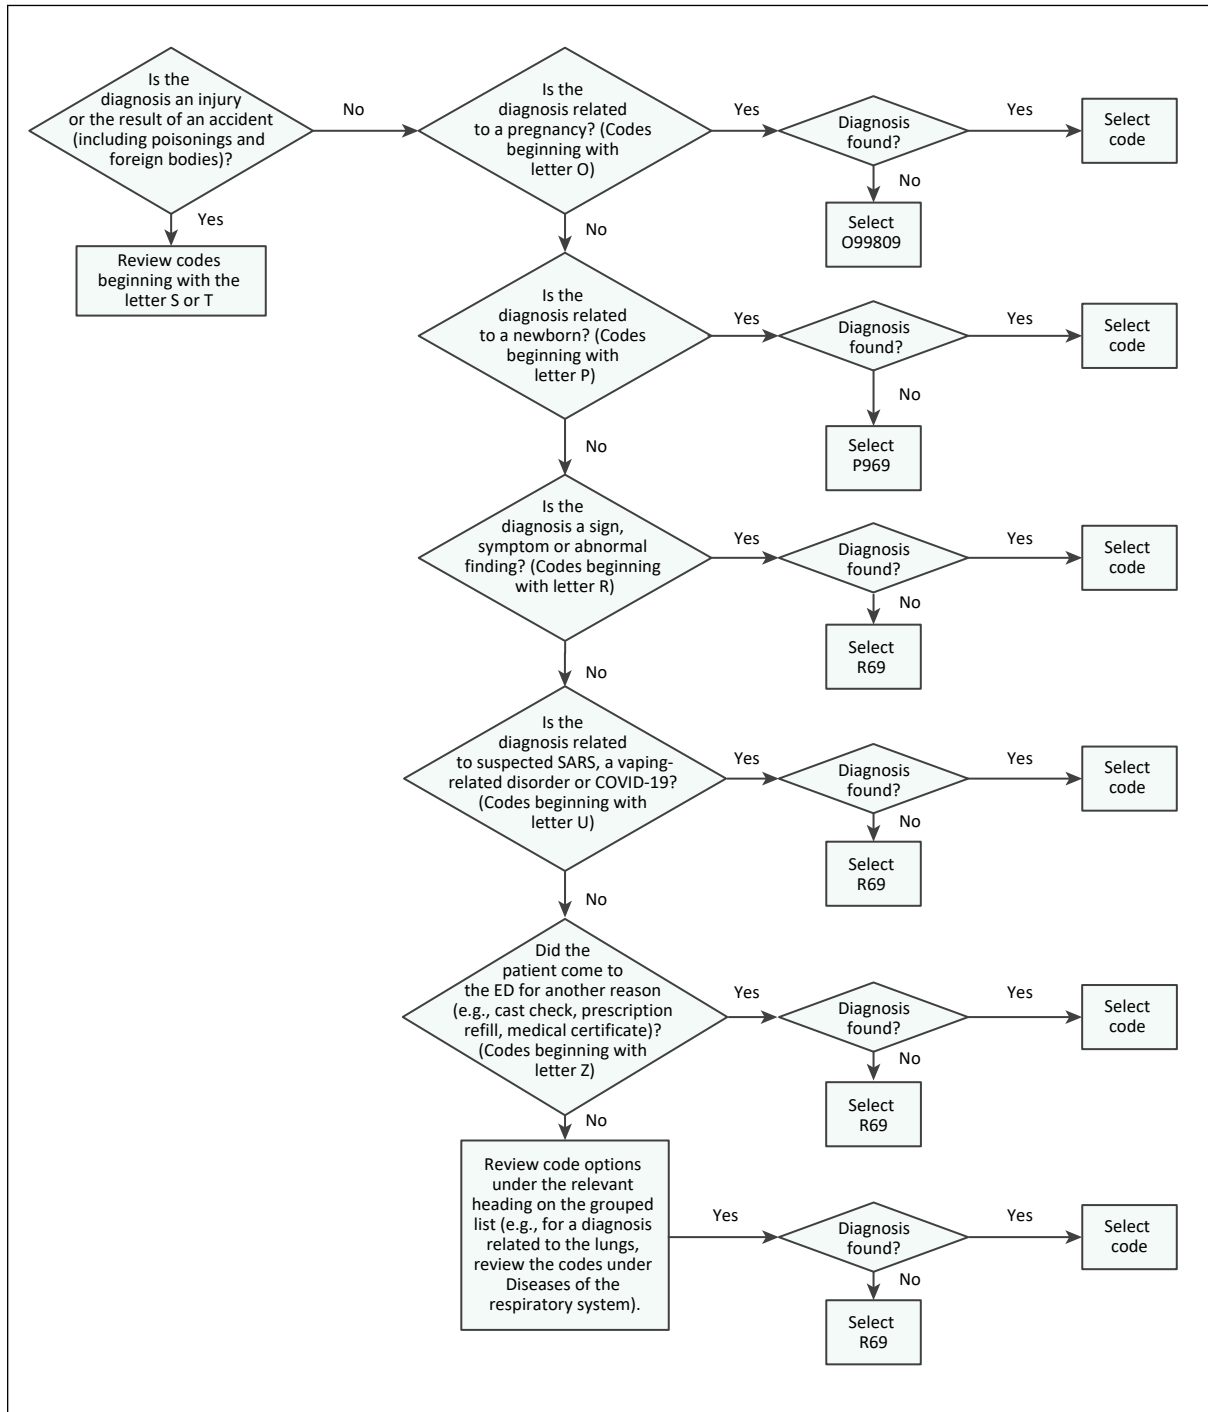 Is the
diagnosis an injury
or the result of an accident
(including poisonings and
foreign bodies)?
No
Yes
Review codes
beginning with the
letter S or T
Is the
diagnosis related
to a pregnancy? (Codes
beginning with
letter O)
Yes
Diagnosis
found?
Yes
Select
code
No
Select
O99809
No
Is the
diagnosis related
to a newborn? (Codes
beginning with
letter P)
Yes
Diagnosis
found?
Yes
Select
code
No
Select
P969
No
Is the
diagnosis a sign,
symptom or abnormal
finding? (Codes beginning
with letter R)
Yes
Diagnosis
found?
Yes
Select
code
No
Select
R69
No
Is the
diagnosis related
to suspected SARS, a vaping-
related disorder or COVID-19?
(Codes beginning with
letter U)
Yes
Diagnosis
found?
Yes
Select
code
No
Select
R69
No
Did the
patient come to
the ED for another reason
(e.g., cast check, prescription
refill, medical certificate)?
(Codes beginning with
letter Z)
Yes
Diagnosis
found?
Yes
Select
code
No
Select
R69
No
Review code options
under the relevant
heading on the grouped
list (e.g., for a diagnosis
related to the lungs,
review the codes under
Diseases of the
respiratory system).
Yes
Diagnosis
found?
Yes
Select
code
No
Select
R69